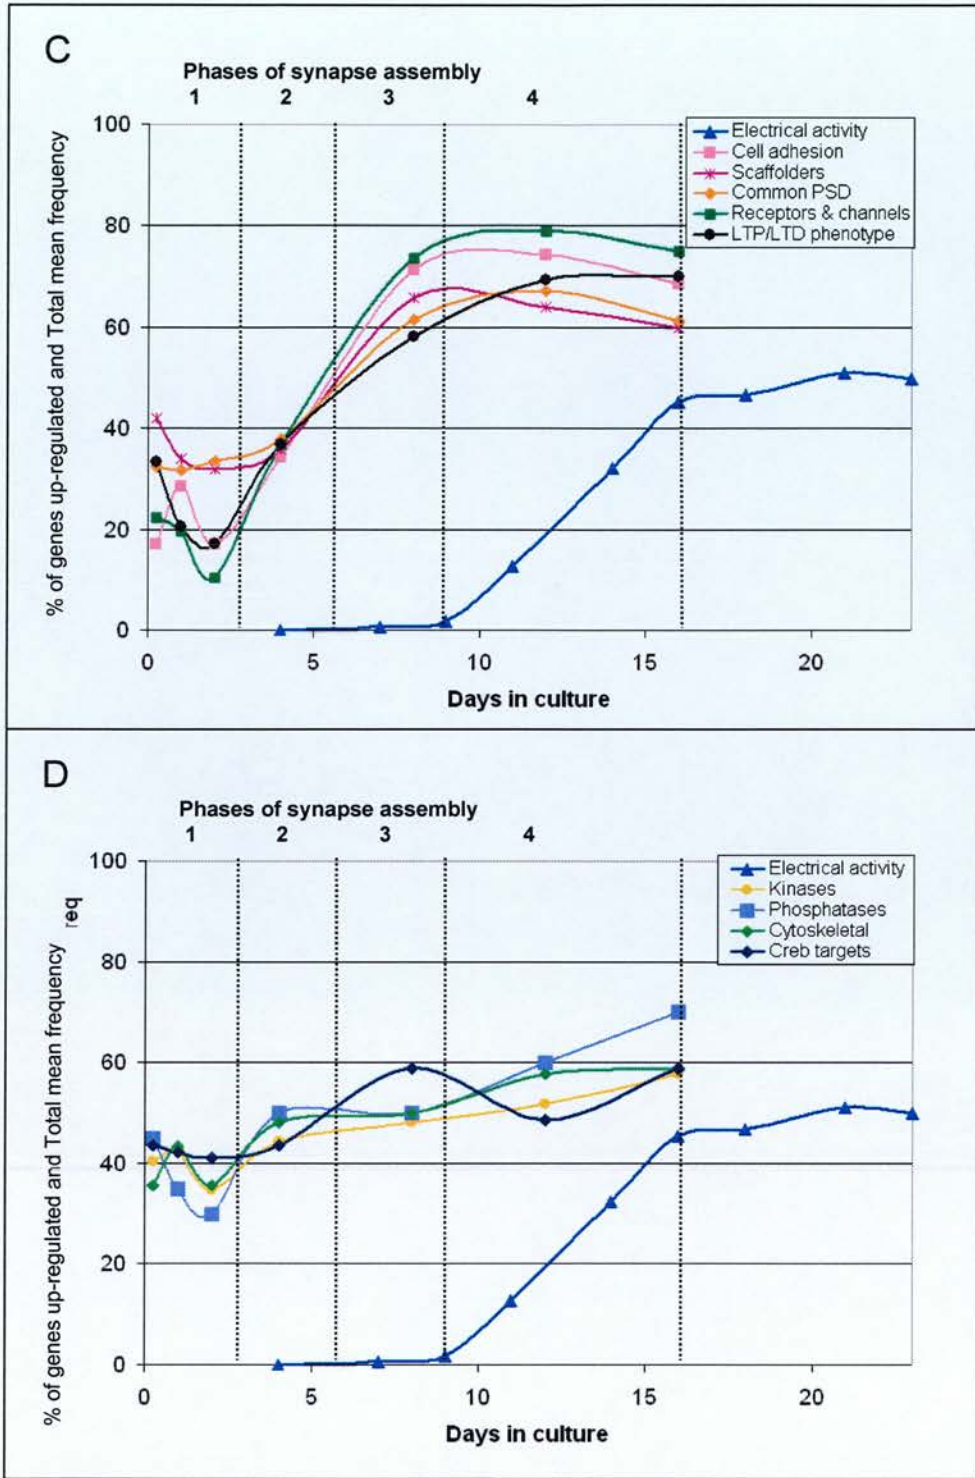 C
Phases of synapse assembly
1 2 3 4
% of genes up-regulated and Total mean frequency
100
80
60
40
20
0
0 5 10 15 20
Days in culture
Electrical activity
Cell adhesion
Scaffolders
Common PSD
Receptors & channels
LTP/LTD phenotype
D
Phases of synapse assembly
1 2 3 4
% of genes up-regulated and Total mean frequency
req
100
80
60
40
20
0
0 5 10 15 20
Days in culture
Electrical activity
Kinases
Phosphatases
Cytoskeletal
Creb targets